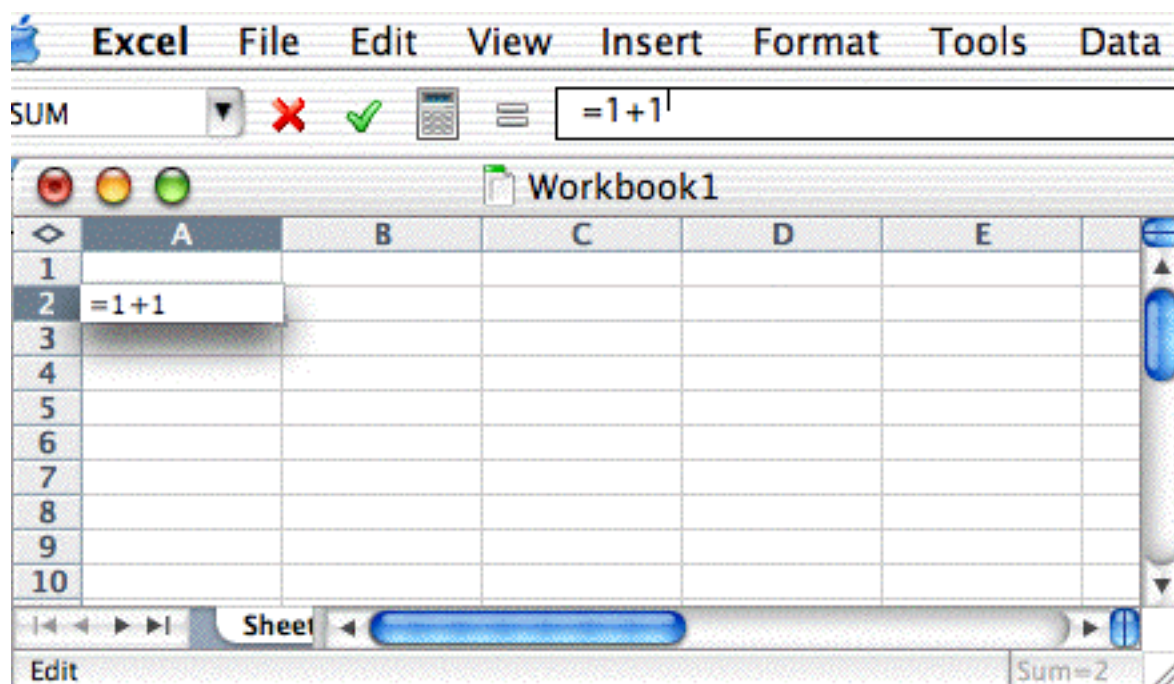 Excel File Edit View Insert Format Tools Data
SUM =1+1
Workbook1
A B C D E
1
2 =1+1
3
4
5
6
7
8
9
10
Sheet
Edit Sum=2